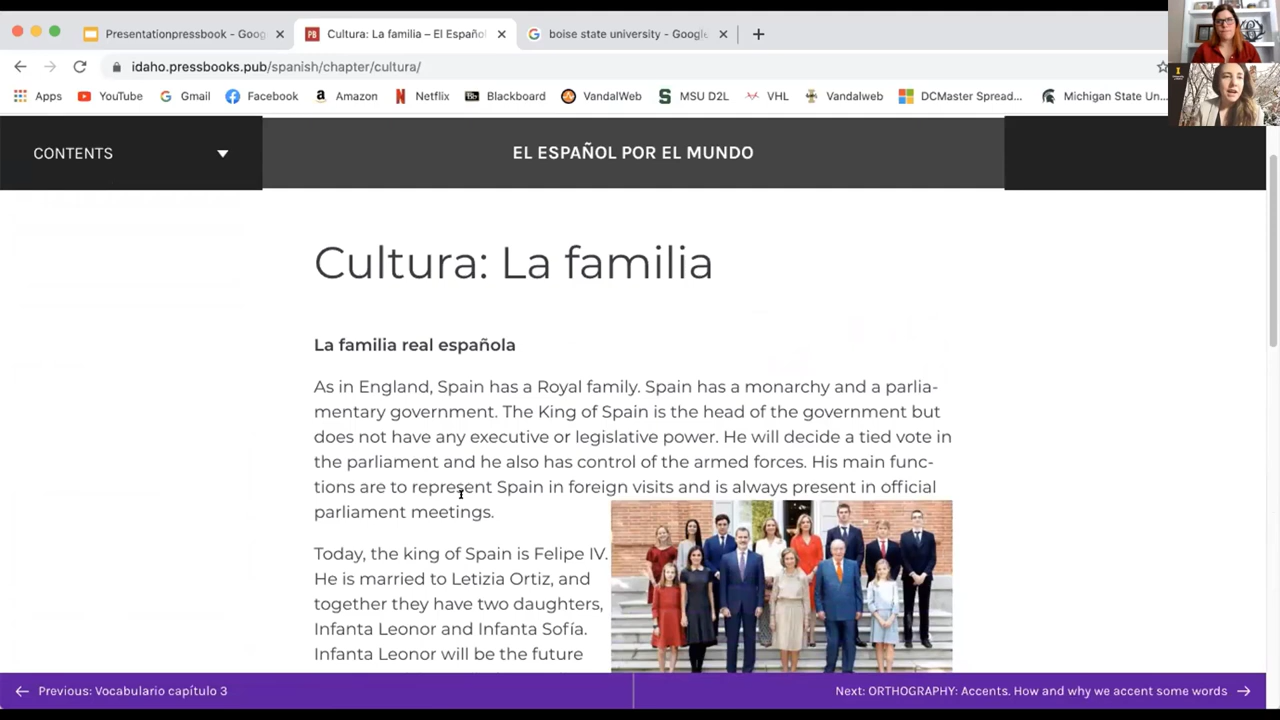 Presentationpressbook - Goog
Cultura: La familia – El Español
boise state university - Google
idaho.pressbooks.pub/spanish/chapter/cultura/
Apps YouTube Gmail Facebook Amazon Netflix Blackboard VandalWeb MSU D2L VHL Vandalweb DCMaster Spread... Michigan State Un...
CONTENTS
EL ESPAÑOL POR EL MUNDO
Cultura: La familia
La familia real española
As in England, Spain has a Royal family. Spain has a monarchy and a parlia-
mentary government. The King of Spain is the head of the government but
does not have any executive or legislative power. He will decide a tied vote in
the parliament and he also has control of the armed forces. His main func-
tions are to represent Spain in foreign visits and is always present in official
parliament meetings.
Today, the king of Spain is Felipe IV.
He is married to Letizia Ortiz, and
together they have two daughters,
Infanta Leonor and Infanta Sofía.
Infanta Leonor will be the future
Previous: Vocabulario capítulo 3
Next: ORTHOGRAPHY: Accents. How and why we accent some words